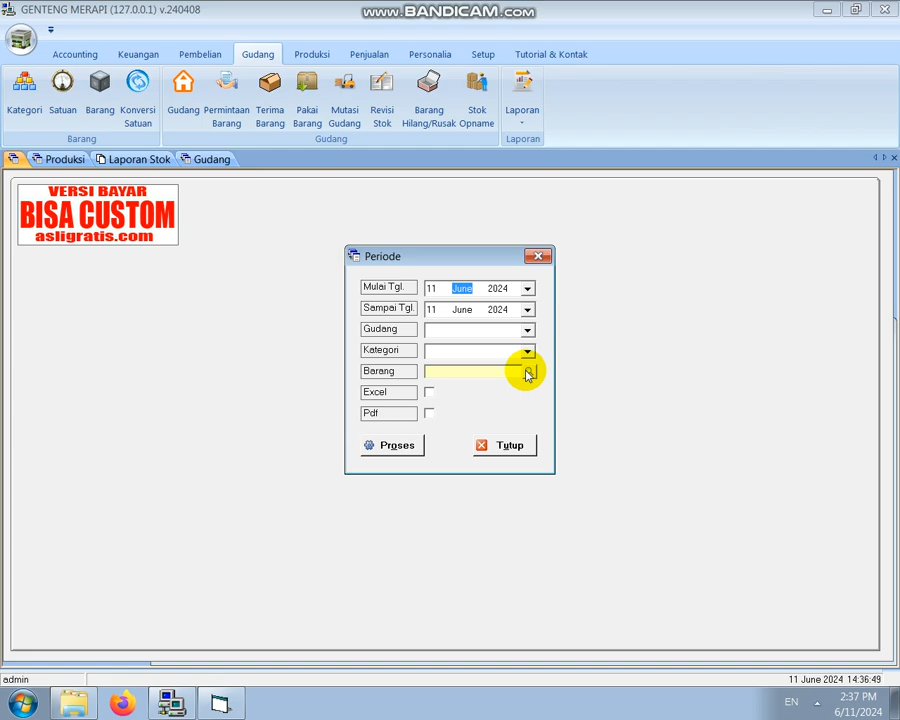 GENTENG MERAPI (127.0.0.1) v.240408
www.BANDICAM.com
Accounting Keuangan Pembelian Gudang Produksi Penjualan Personalia Setup Tutorial & Kontak
Kategori Satuan Barang Konversi Satuan Gudang Permintaan Barang Terima Barang Pakai Barang Mutasi Gudang Revisi Stok Barang Hilang/Rusak Stok Opname Laporan
Barang Gudang Laporan
Produksi Laporan Stok Gudang
VERSI BAYAR
BISA CUSTOM
asligratis.com
Periode
Mulai Tgl. 11 June 2024
Sampai Tgl. 11 June 2024
Gudang
Kategori
Barang
Excel
Pdf
Proses Tutup
admin 11 June 2024 14:36:49
EN 2:37 PM
6/11/2024